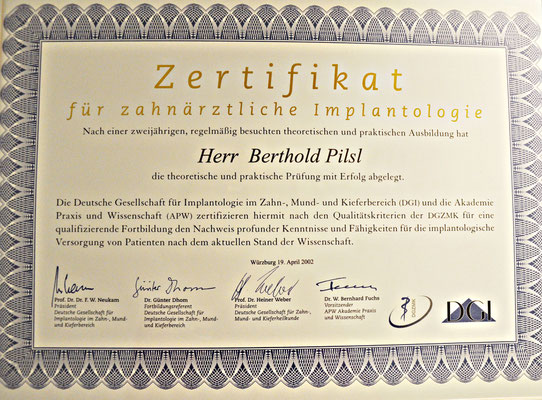 Zertifikat
für zahnärztliche Implantologie
Nach einer zweijährigen, regelmäßig besuchten theoretischen und praktischen Ausbildung hat
Herr Berthold Pilsl
die theoretische und praktische Prüfung mit Erfolg abgelegt.
Die Deutsche Gesellschaft für Implantologie im Zahn-, Mund- und Kieferbereich (DGI) und die Akademie
Praxis und Wissenschaft (APW) zertifizieren hiermit nach den Qualitätskriterien der DGZMK für eine
qualifizierende Fortbildung den Nachweis profunder Kenntnisse und Fähigkeiten für die implantologische
Versorgung von Patienten nach dem aktuellen Stand der Wissenschaft.
Würzburg 19. April 2002
Prof. Dr. Dr. F. W. Neukam
Präsident
Deutsche Gesellschaft für
Implantologie im Zahn-, Mund-
und Kieferbereich
Günter Dhom
Dr. Günter Dhom
Fortbildungsreferent
Deutsche Gesellschaft für
Implantologie im Zahn-, Mund-
und Kieferbereich
Prof. Dr. Heiner Weber
Präsident
Deutsche Gesellschaft für Zahn-,
Mund- und Kieferheilkunde
Dr. W. Bernhard Fuchs
Vorsitzender
APW Akademie Praxis
und Wissenschaft
DGZMK
DGI